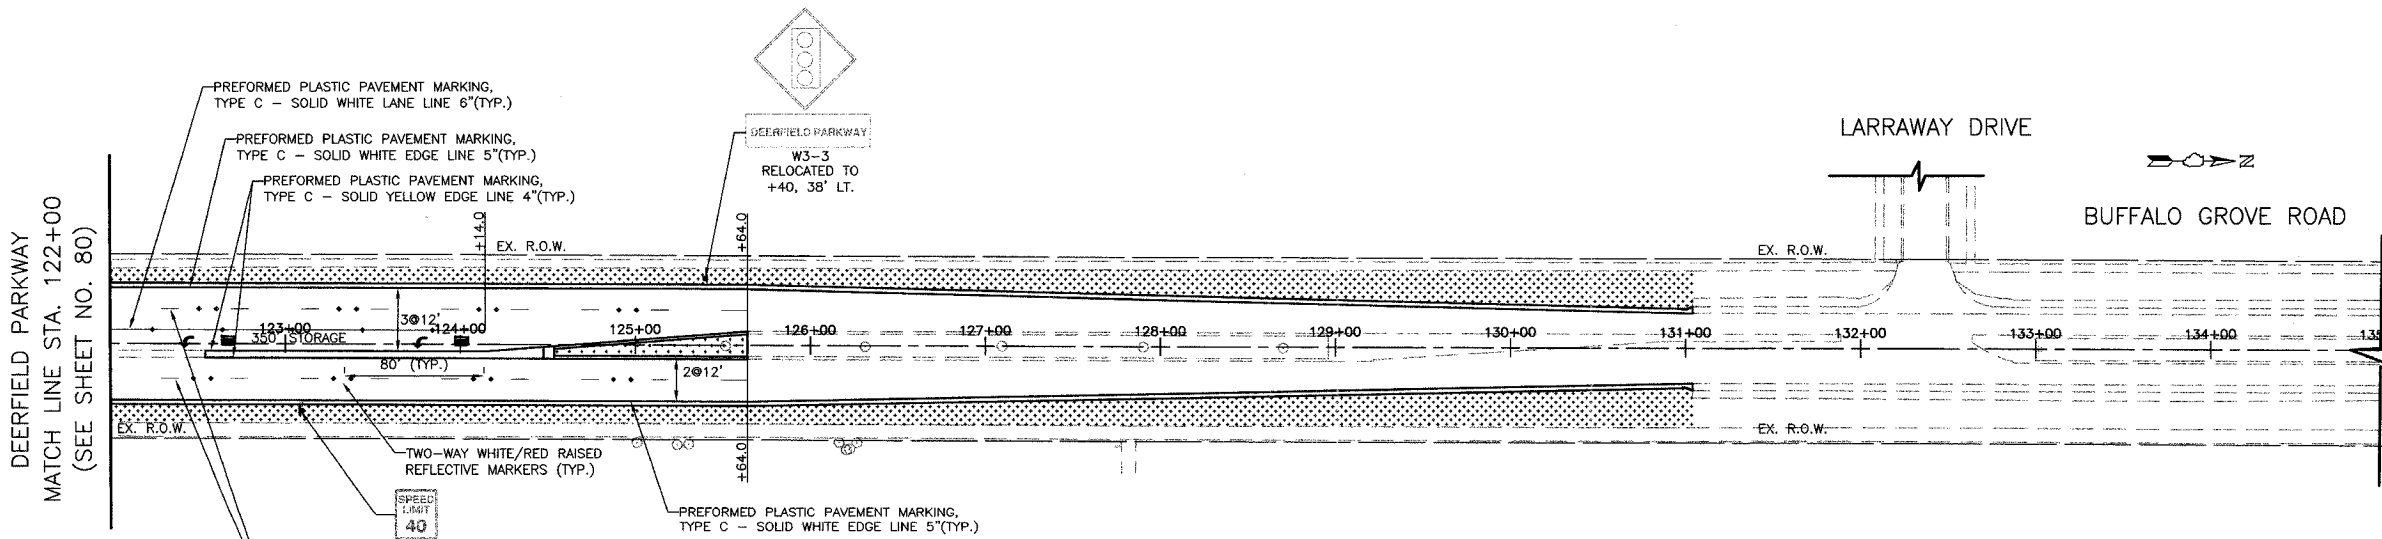 PREFORMED PLASTIC PAVEMENT MARKING,
TYPE C – SOLID WHITE LANE LINE 6"(TYP.)
PREFORMED PLASTIC PAVEMENT MARKING,
TYPE C – SOLID WHITE EDGE LINE 5"(TYP.)
PREFORMED PLASTIC PAVEMENT MARKING,
TYPE C – SOLID YELLOW EDGE LINE 4"(TYP.)
DEERFIELD PARKWAY
W3-3
RELOCATED TO
+40, 38' LT.
LARRAWAY DRIVE
N
BUFFALO GROVE ROAD
DEERFIELD PARKWAY
MATCH LINE STA. 122+00
(SEE SHEET NO. 80)
+14.0
EX. R.O.W.
+64.0
EX. R.O.W.
3@12'
123+00
124+00
125+00
126+00
127+00
128+00
129+00
130+00
131+00
132+00
133+00
134+00
135
350' STORAGE
80' (TYP.)
2@12'
EX. R.O.W.
EX. R.O.W.
+64.0
TWO-WAY WHITE/RED RAISED
REFLECTIVE MARKERS (TYP.)
SPEED
LIMIT
40
PREFORMED PLASTIC PAVEMENT MARKING,
TYPE C – SOLID WHITE EDGE LINE 5"(TYP.)